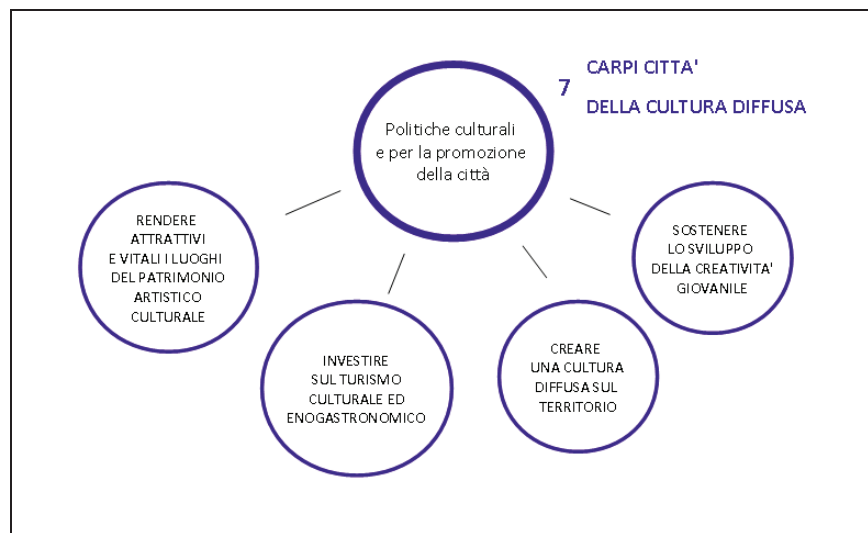 7
CARPI CITTA'
DELLA CULTURA DIFFUSA
Politiche culturali
e per la promozione
della città
RENDERE
ATTRATTIVI
E VITALI I LUOGHI
DEL PATRIMONIO
ARTISTICO
CULTURALE
INVESTIRE
SUL TURISMO
CULTURALE ED
ENOGASTRONOMICO
CREARE
UNA CULTURA
DIFFUSA SUL
TERRITORIO
SOSTENERE
LO SVILUPPO
DELLA CREATIVITA'
GIOVANILE